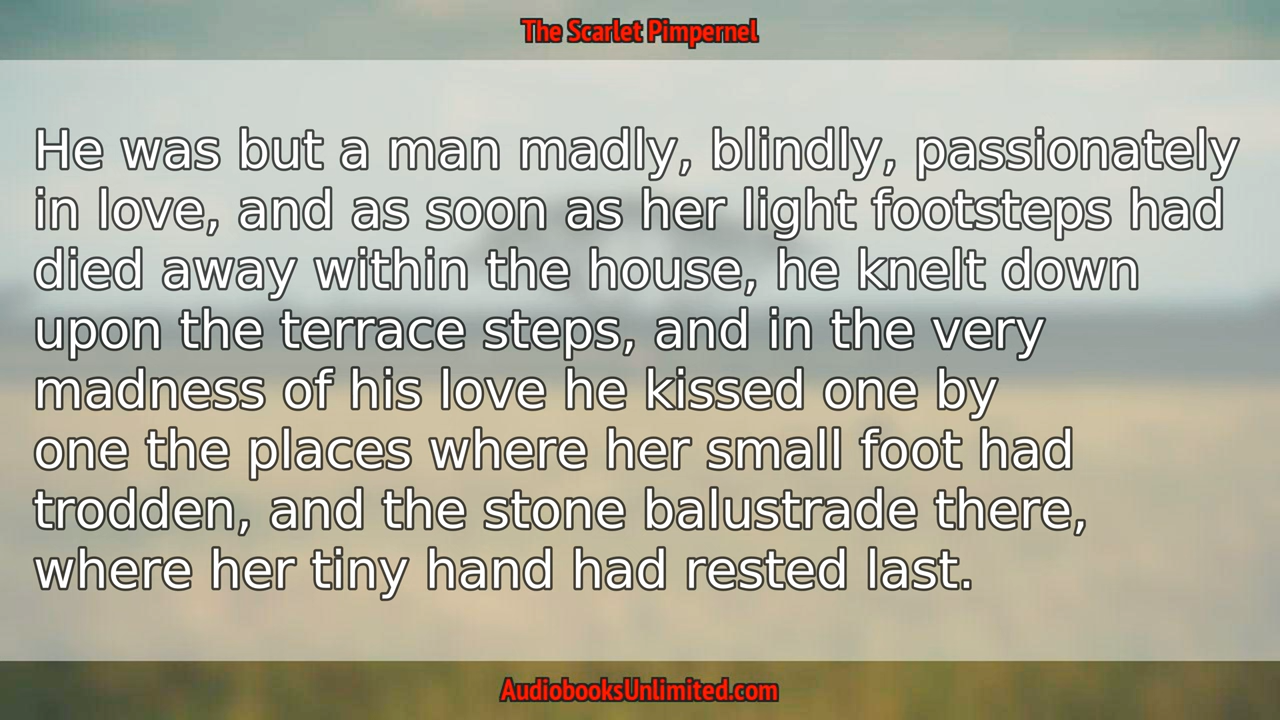 The Scarlet Pimpernel
He was but a man madly, blindly, passionately
in love, and as soon as her light footsteps had
died away within the house, he knelt down
upon the terrace steps, and in the very
madness of his love he kissed one by
one the places where her small foot had
trodden, and the stone balustrade there,
where her tiny hand had rested last.
AudiobooksUnlimited.com